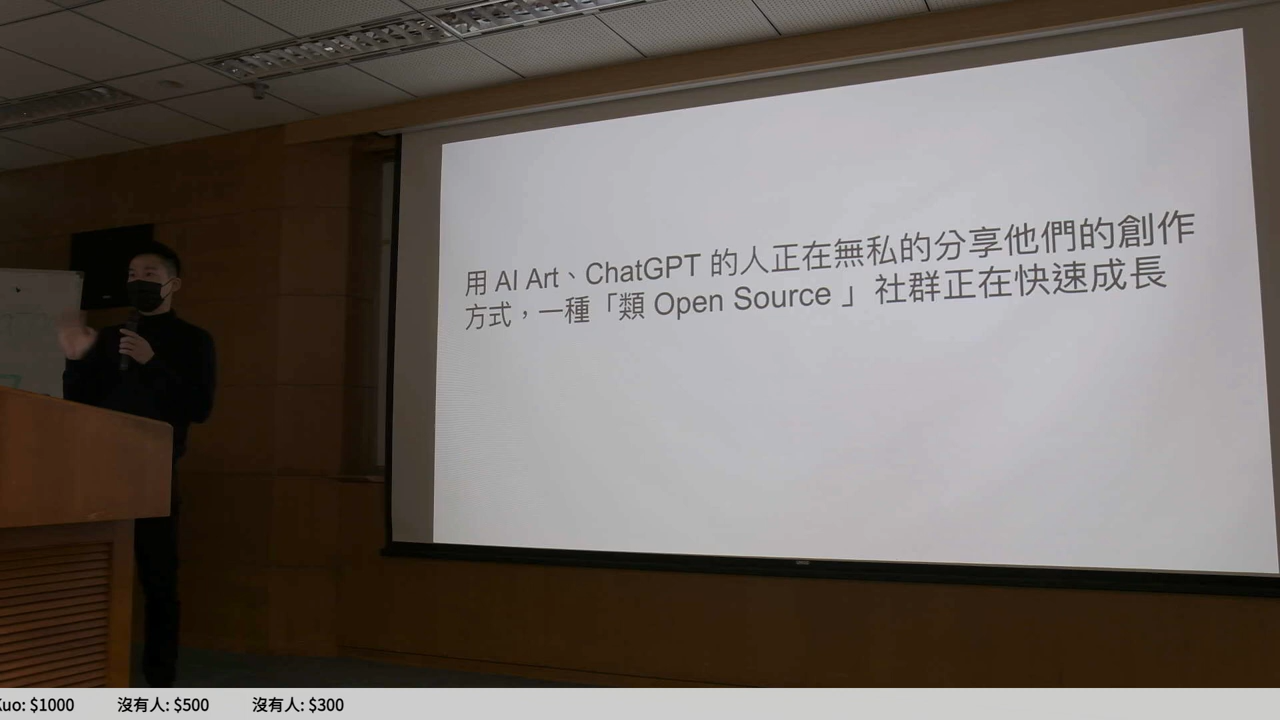 用 AI Art、ChatGPT 的人正在無私的分享他們的創作
方式，一種「類 Open Source 」社群正在快速成長
Kuo: $1000 沒有人: $500 沒有人: $300